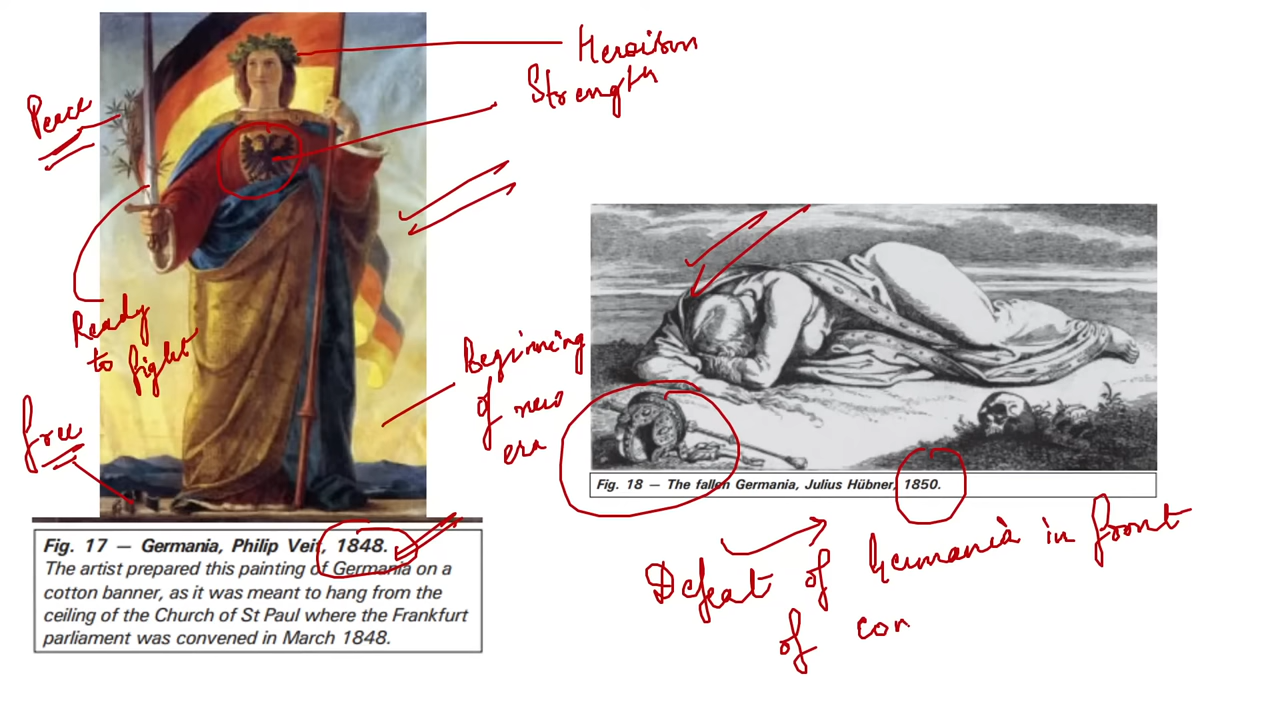 Heroism
Strength
Peace
Ready
to fight
free
Beginning
of new
era
Fig. 17 — Germania, Philip Veit, 1848.
The artist prepared this painting of Germania on a
cotton banner, as it was meant to hang from the
ceiling of the Church of St Paul where the Frankfurt
parliament was convened in March 1848.
Fig. 18 — The fallen Germania, Julius Hübner, 1850.
Defeat of Germania in front
of con